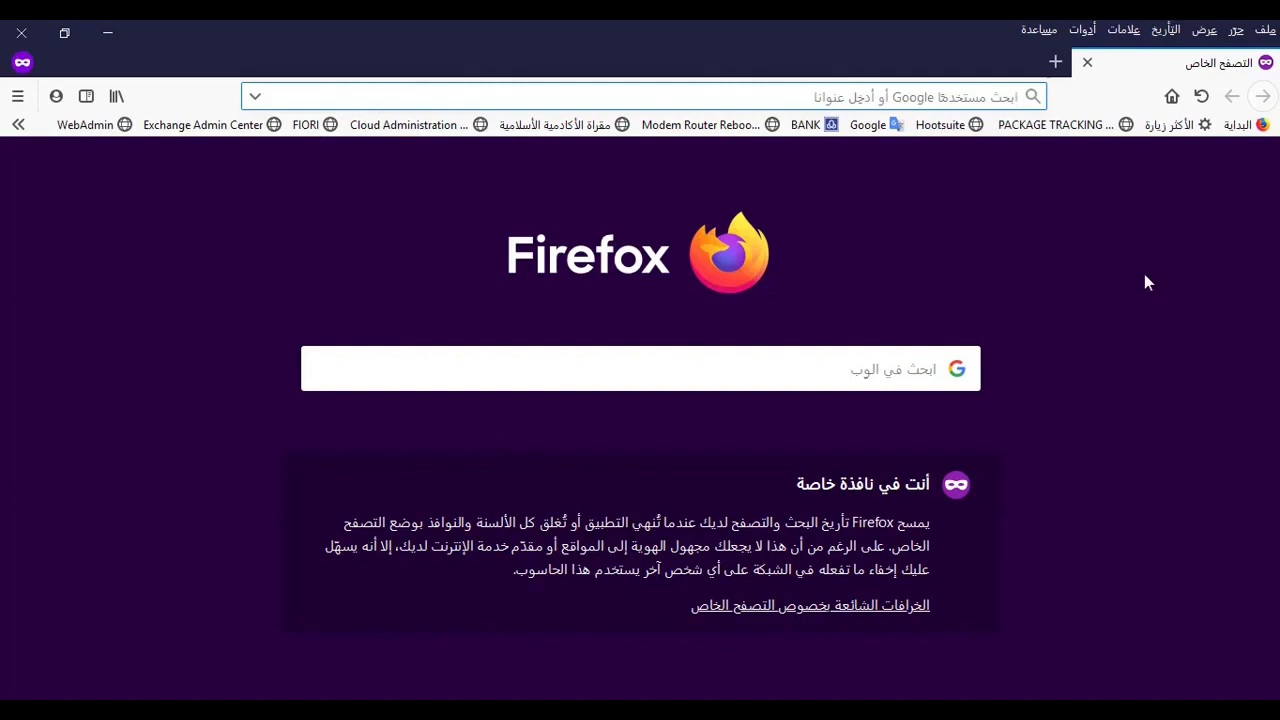 ملف
حرّر
عرض
التأريخ
علامات
أدوات
مساعدة
التصفح الخاص
ابحث مستخدمًا Google أو أدخِل عنوانا
البداية
الأكثر زيارة
PACKAGE TRACKING ...
Hootsuite
Google
BANK
Modem Router Reboo...
مقراة الأكادمية الأسلامية
Cloud Administration ...
FIORI
Exchange Admin Center
WebAdmin
Firefox
ابحث في الوِب
أنت في نافذة خاصة
يمسح Firefox تأريخ البحث والتصفح لديك عندما تُنهي التطبيق أو تُغلق كل الألسنة والنوافذ بوضع التصفح
الخاص. على الرغم من أن هذا لا يجعلك مجهول الهوية إلى المواقع أو مقدّم خدمة الإنترنت لديك، إلا أنه يسهّل
عليك إخفاء ما تفعله في الشبكة على أي شخص آخر يستخدم هذا الحاسوب.
الخرافات الشائعة بخصوص التصفح الخاص